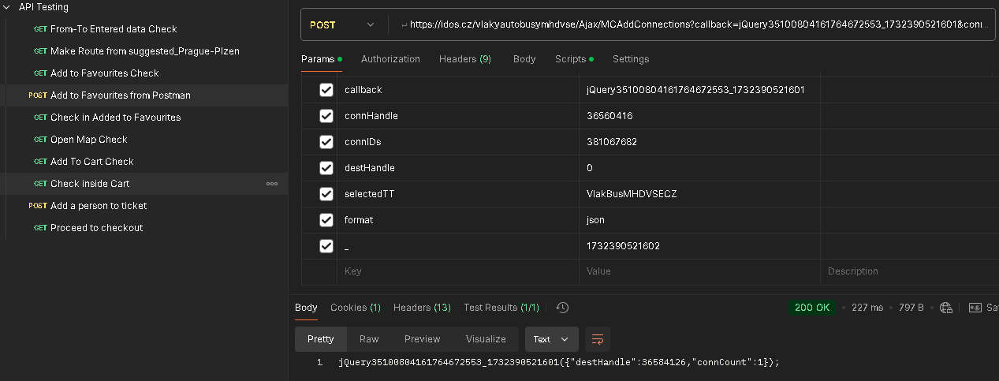 API Testing
GET From-To Entered data Check
GET Make Route from suggested_Prague-Plzen
GET Add to Favourites Check
POST Add to Favourites from Postman
GET Check in Added to Favourites
GET Open Map Check
GET Add To Cart Check
GET Check inside Cart
POST Add a person to ticket
GET Proceed to checkout
POST https://idos.cz/vlakyautobusymhdvse/Ajax/MCAddConnections?callback=jQuery35100804161764672553_1732390521601&conn...
Params Authorization Headers (9) Body Scripts Settings
callback jQuery35100804161764672553_1732390521601
connHandle 36560416
connIDs 381067682
destHandle 0
selectedTT VlakBusMHDVSECZ
format json
_ 1732390521602
Key Value Description
Body Cookies (1) Headers (13) Test Results (1/1) 200 OK • 227 ms • 797 B • e.g. Sa
Pretty Raw Preview Visualize Text
1 jQuery35100804161764672553_1732390521601({"destHandle":36584126,"connCount":1});